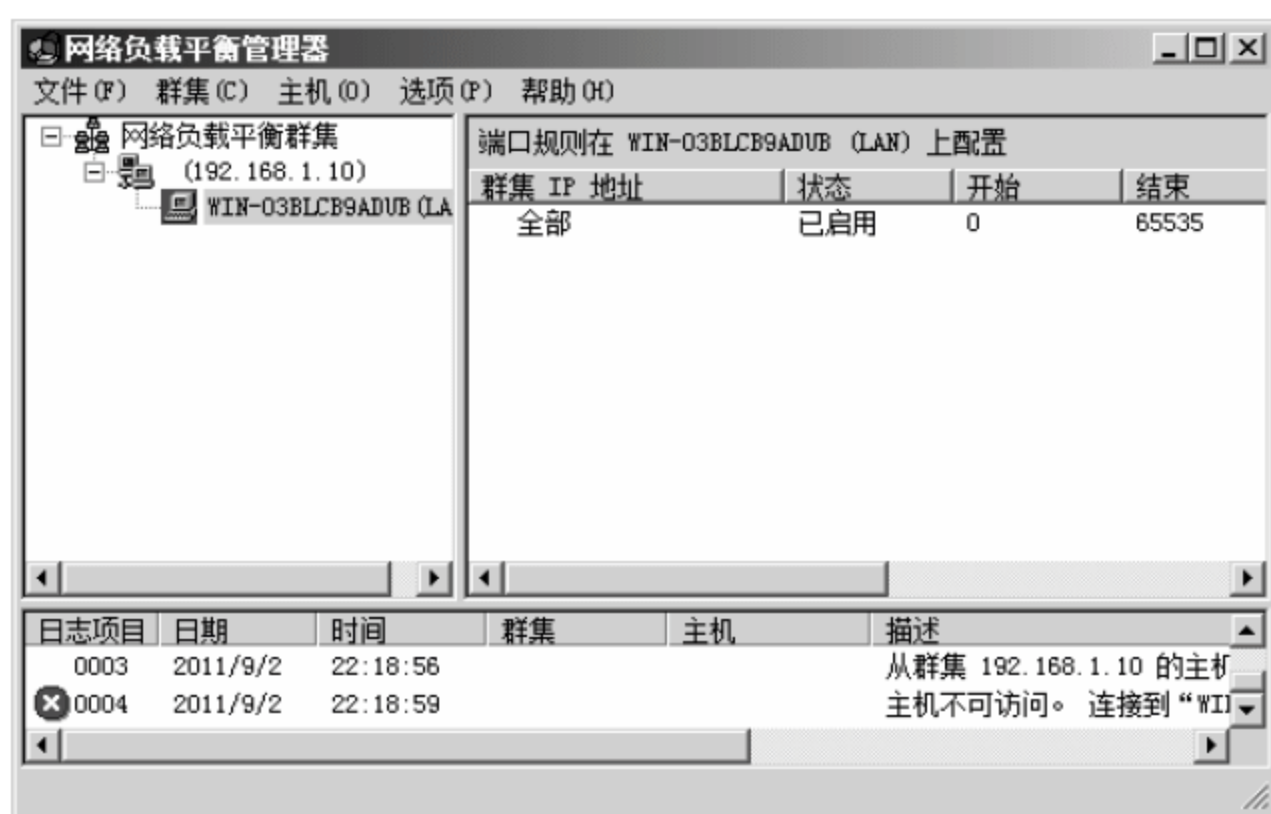 网络负载平衡管理器
文件(F) 群集(C) 主机(O) 选项(P) 帮助(H)
网络负载平衡群集
(192.168.1.10)
WIN-O3BLCB9ADUB(LA
端口规则在 WIN-O3BLCB9ADUB (LAN) 上配置
群集 IP 地址 状态 开始 结束
全部 已启用 0 65535
日志项目 日期 时间 群集 主机 描述
0003 2011/9/2 22:18:56 从群集 192.168.1.10 的主机
0004 2011/9/2 22:18:59 主机不可访问。 连接到“WI